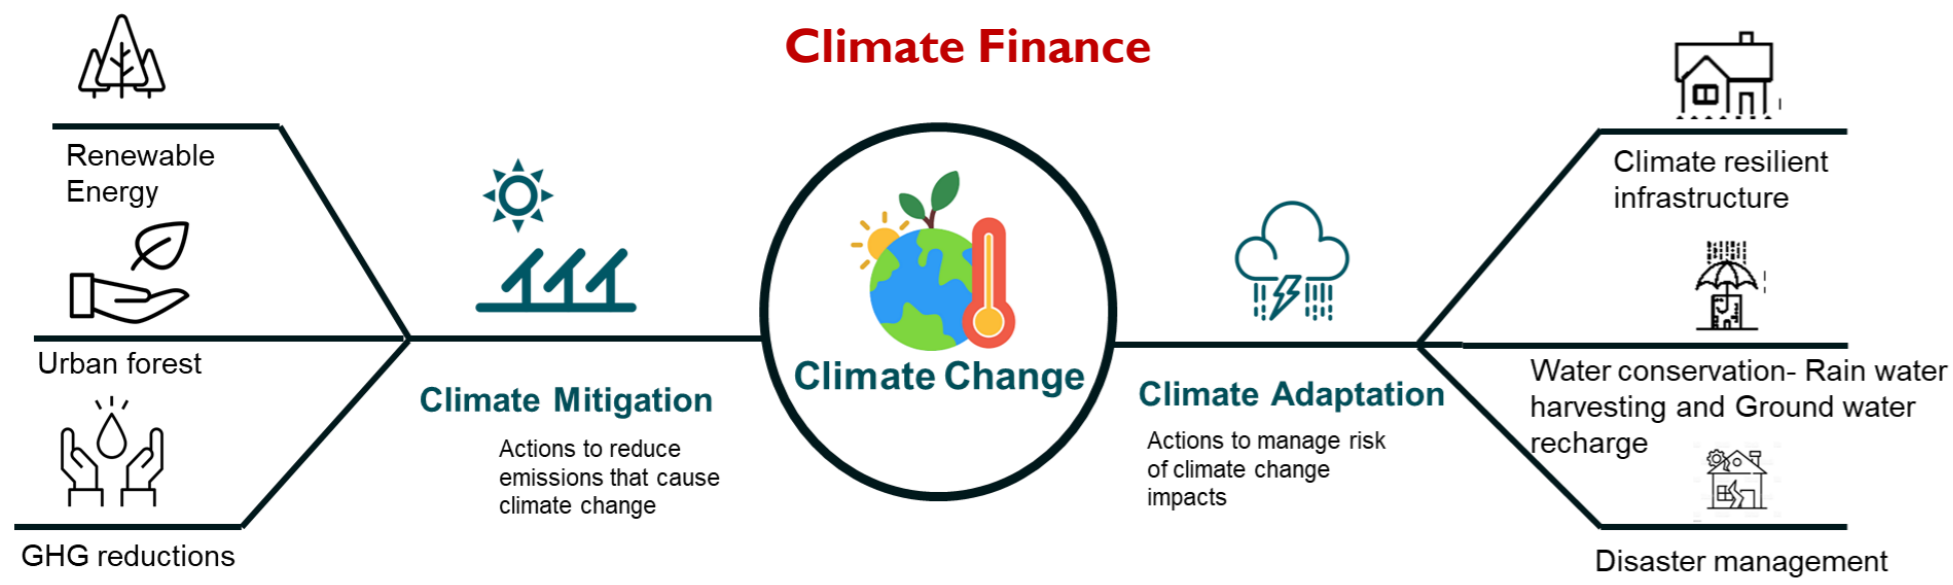 Climate Finance
Renewable
Energy
Urban forest
GHG reductions
Climate Mitigation
Actions to reduce
emissions that cause
climate change
Climate Change
Climate Adaptation
Actions to manage risk
of climate change
impacts
Climate resilient
infrastructure
Water conservation- Rain water
harvesting and Ground water
recharge
Disaster management